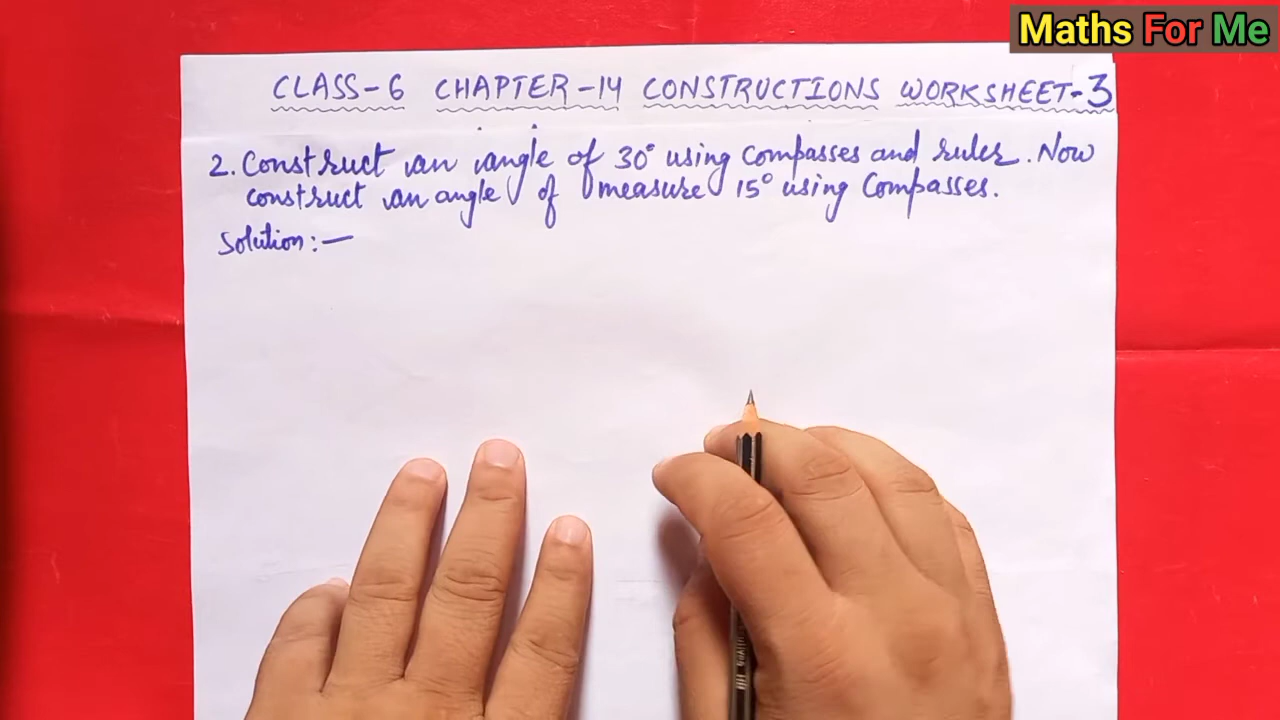 Maths For Me
CLASS-6 CHAPTER-14 CONSTRUCTIONS WORKSHEET-3
2. Construct an angle of 30° using Compasses and ruler. Now
construct an angle of measure 15° using Compasses.
Solution:-